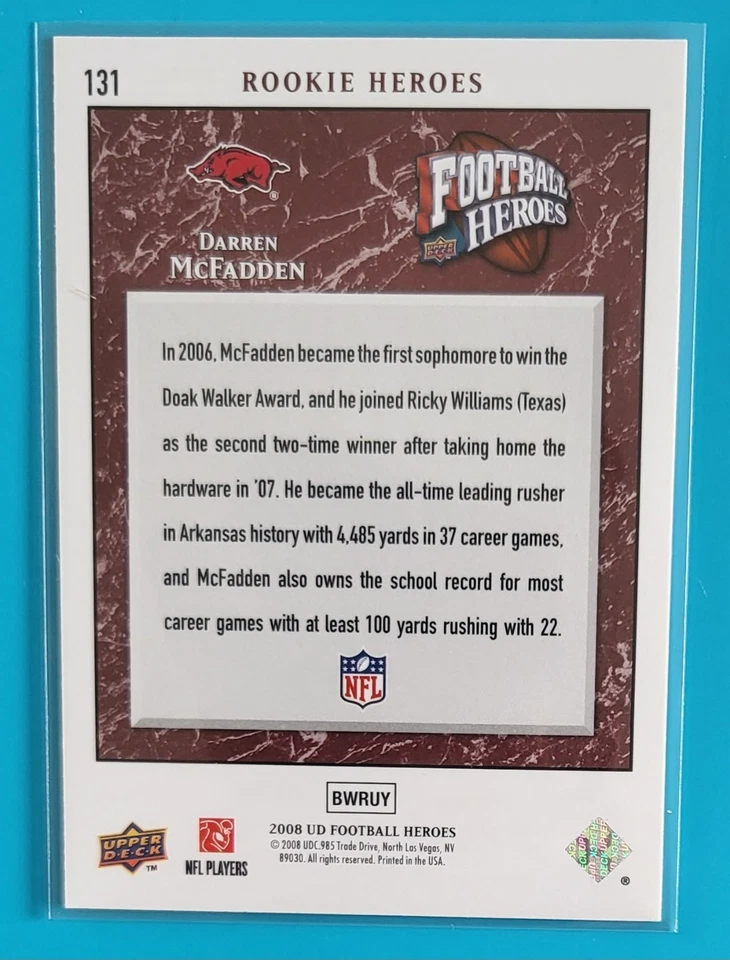 131
ROOKIE HEROES
FOOTBALL
HEROES
UPPER
DECK
®
DARREN
MCFADDEN
In 2006, McFadden became the first sophomore to win the
Doak Walker Award, and he joined Ricky Williams (Texas)
as the second two-time winner after taking home the
hardware in '07. He became the all-time leading rusher
in Arkansas history with 4,485 yards in 37 career games,
and McFadden also owns the school record for most
career games with at least 100 yards rushing with 22.
NFL
BWRUY
UPPER
D·E·C·K
TM
NFL PLAYERS
2008 UD FOOTBALL HEROES
© 2008 UDC. 985 Trade Drive, North Las Vegas, NV
89030. All rights reserved. Printed in the USA.
®